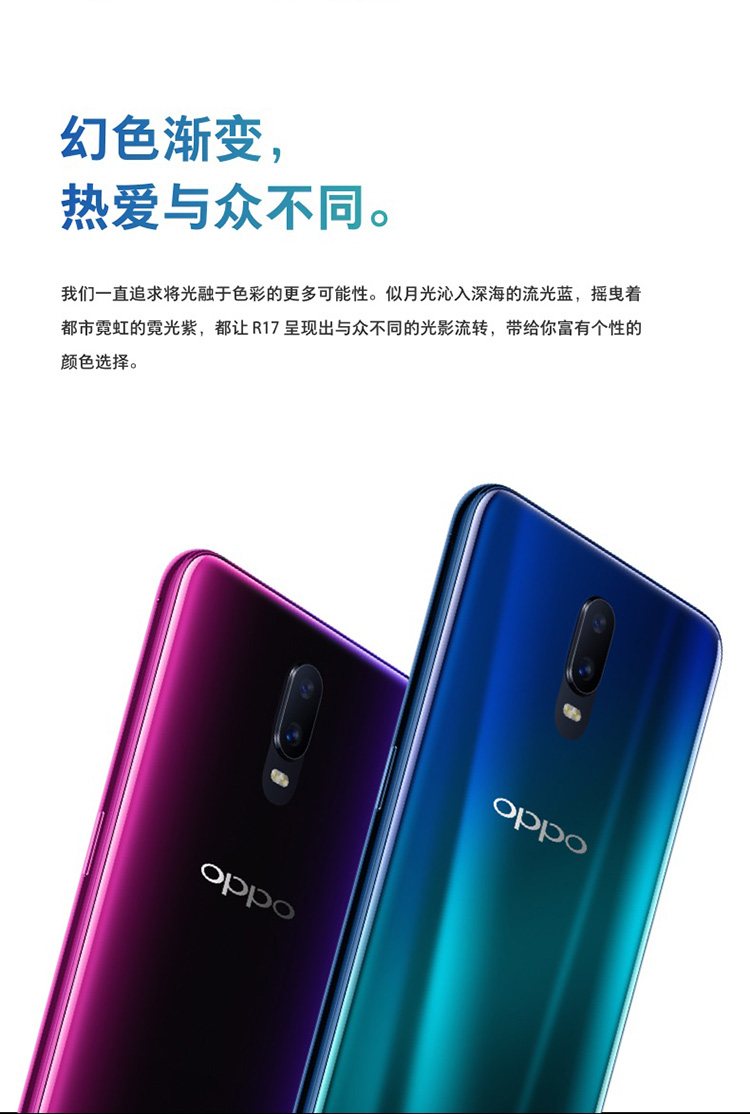 幻色渐变，
热爱与众不同。
我们一直追求将光融于色彩的更多可能性。似月光沁入深海的流光蓝，摇曳着
都市霓虹的霓光紫，都让 R17 呈现出与众不同的光影流转，带给你富有个性的
颜色选择。
oppo
oppo